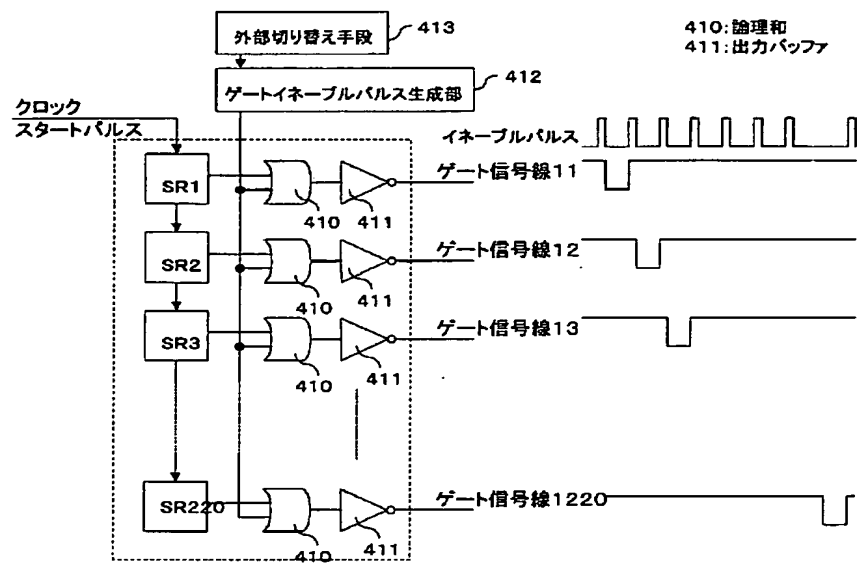 外部切り替え手段
413
410:論理和
411:出力バッファ
ゲートイネーブルパルス生成部
412
クロック
スタートパルス
イネーブルパルス
SR1
410
411
ゲート信号線11
SR2
410
411
ゲート信号線12
SR3
410
411
ゲート信号線13
SR220
410
411
ゲート信号線1220